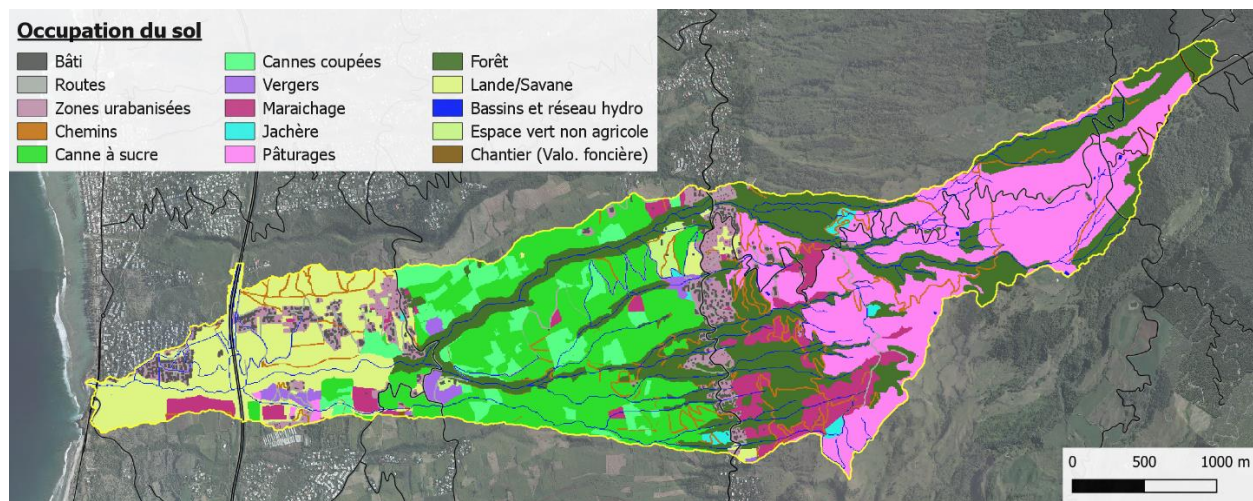 Occupation du sol
Bâti
Routes
Zones urabanisées
Chemins
Canne à sucre
Cannes coupées
Vergers
Maraichage
Jachère
Pâturages
Forêt
Lande/Savane
Bassins et réseau hydro
Espace vert non agricole
Chantier (Valo. foncière)
0 500 1000 m